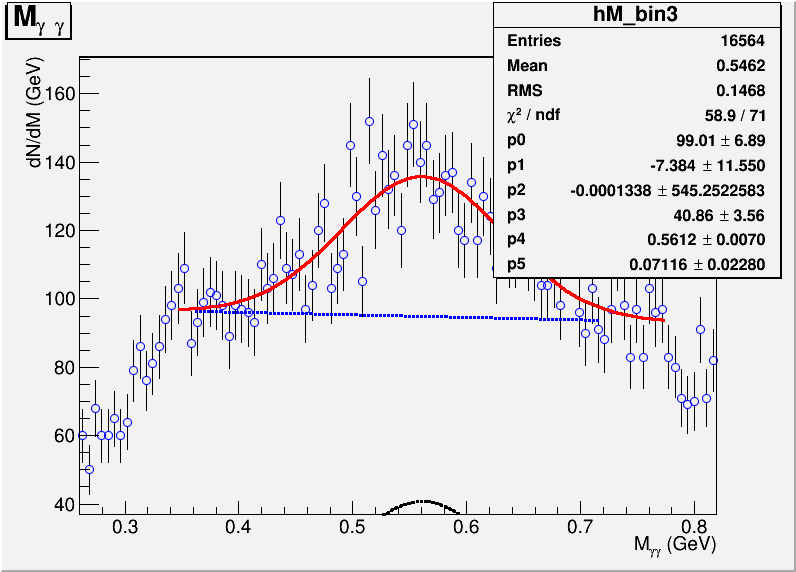 M γ γ
hM_bin3
Entries 16564
Mean 0.5462
RMS 0.1468
χ² / ndf 58.9 / 71
p0 99.01 ± 6.89
p1 -7.384 ± 11.550
p2 -0.0001338 ± 545.2522583
p3 40.86 ± 3.56
p4 0.5612 ± 0.0070
p5 0.07116 ± 0.02280
dN/dM (GeV)
160
140
120
100
80
60
40
0.3 0.4 0.5 0.6 0.7 0.8
Mγγ (GeV)